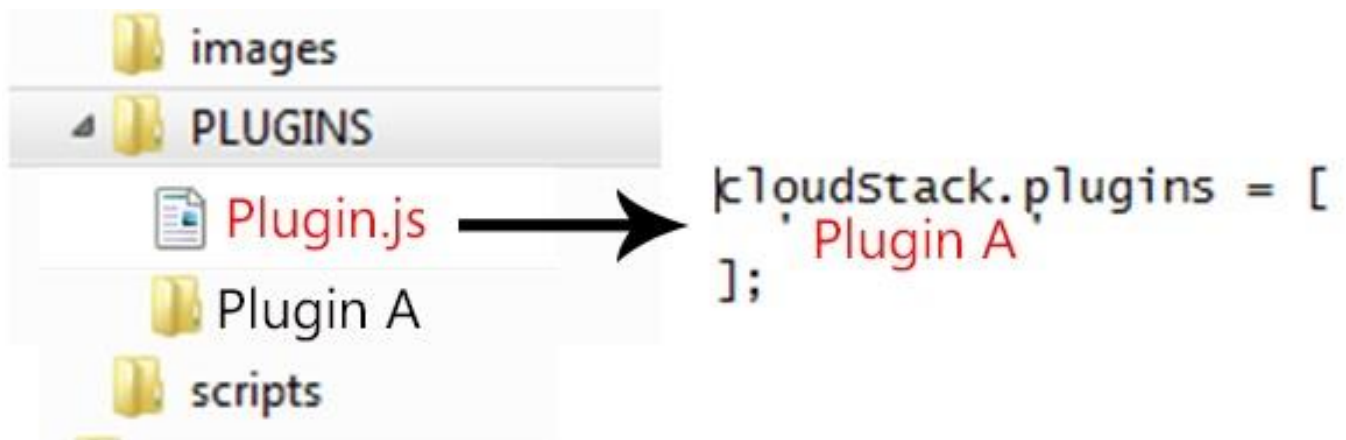 images
PLUGINS
Plugin.js
Plugin A
scripts
cloudStack.plugins = [
'Plugin A'
];